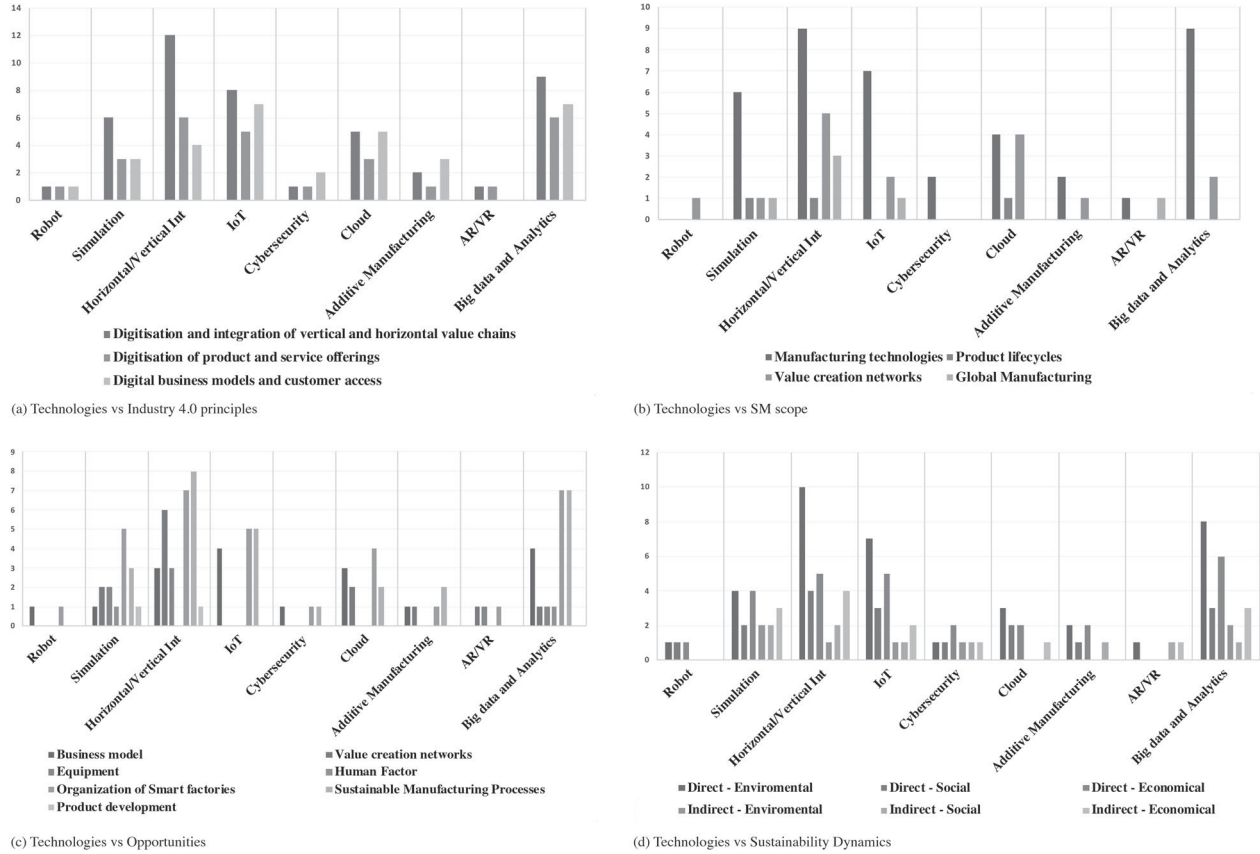 14
12
10
8
6
4
2
0
Robot
Simulation
Horizontal/Vertical Int
IoT
Cybersecurity
Cloud
Additive Manufacturing
AR/VR
Big data and Analytics
Digitisation and integration of vertical and horizontal value chains
Digitisation of product and service offerings
Digital business models and customer access
(a) Technologies vs Industry 4.0 principles
10
9
8
7
6
5
4
3
2
1
0
Robot
Simulation
Horizontal/Vertical Int
IoT
Cybersecurity
Cloud
Additive Manufacturing
AR/VR
Big data and Analytics
Manufacturing technologies Product lifecycles
Value creation networks Global Manufacturing
(b) Technologies vs SM scope
9
8
7
6
5
4
3
2
1
0
Robot
Simulation
Horizontal/Vertical Int
IoT
Cybersecurity
Cloud
Additive Manufacturing
AR/VR
Big data and Analytics
Business model Value creation networks
Equipment Human Factor
Organization of Smart factories Sustainable Manufacturing Processes
Product development
(c) Technologies vs Opportunities
12
10
8
6
4
2
0
Robot
Simulation
Horizontal/Vertical Int
IoT
Cybersecurity
Cloud
Additive Manufacturing
AR/VR
Big data and Analytics
Direct - Enviromental Direct - Social Direct - Economical
Indirect - Enviromental Indirect - Social Indirect - Economical
(d) Technologies vs Sustainability Dynamics